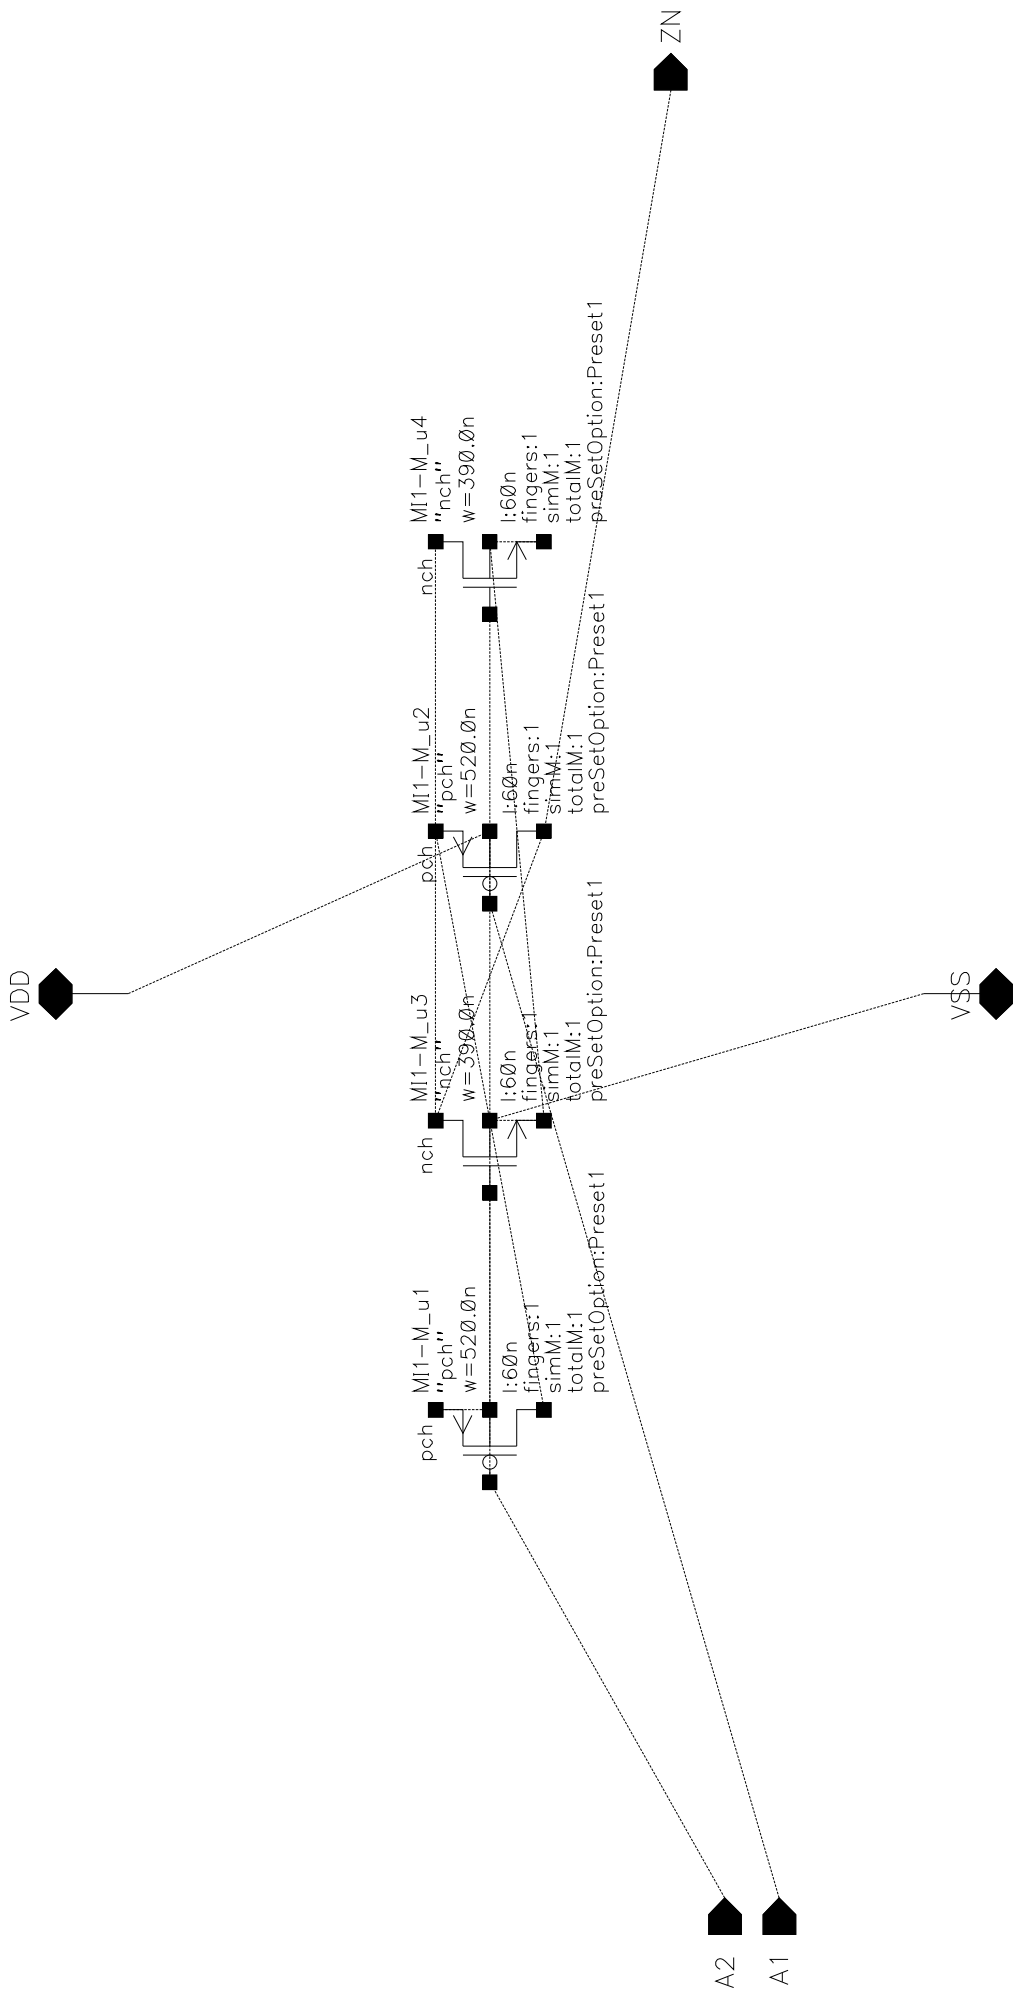 VDD
VSS
ZN
A2
A1
MI1-M_u1
"pch"
w=520.0n
l:60n
fingers:1
simM:1
totalM:1
preSetOption:Preset1
pch
MI1-M_u3
"nch"
w=390.0n
l:60n
fingers:1
simM:1
totalM:1
preSetOption:Preset1
nch
MI1-M_u2
"pch"
w=520.0n
l:60n
fingers:1
simM:1
totalM:1
preSetOption:Preset1
pch
MI1-M_u4
"nch"
w=390.0n
l:60n
fingers:1
simM:1
totalM:1
preSetOption:Preset1
nch